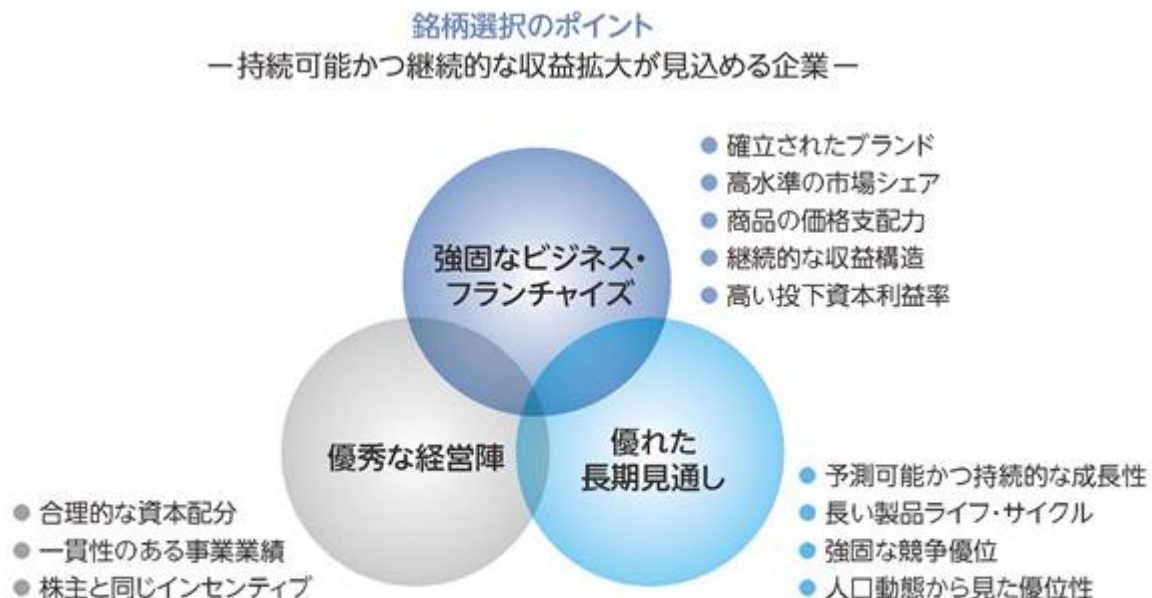 銘柄選択のポイント
ー持続可能かつ継続的な収益拡大が見込める企業ー
● 確立されたブランド
● 高水準の市場シェア
● 商品の価格支配力
● 継続的な収益構造
● 高い投下資本利益率
強固なビジネス・
フランチャイズ
優秀な経営陣
優れた
長期見通し
● 合理的な資本配分
● 一貫性のある事業業績
● 株主と同じインセンティブ
● 予測可能かつ持続的な成長性
● 長い製品ライフ・サイクル
● 強固な競争優位
● 人口動態から見た優位性